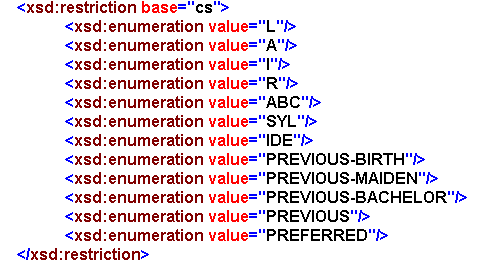 <xsd:restriction base="cs">
<xsd:enumeration value="L"/>
<xsd:enumeration value="A"/>
<xsd:enumeration value="I"/>
<xsd:enumeration value="R"/>
<xsd:enumeration value="ABC"/>
<xsd:enumeration value="SYL"/>
<xsd:enumeration value="IDE"/>
<xsd:enumeration value="PREVIOUS-BIRTH"/>
<xsd:enumeration value="PREVIOUS-MAIDEN"/>
<xsd:enumeration value="PREVIOUS-BACHELOR"/>
<xsd:enumeration value="PREVIOUS"/>
<xsd:enumeration value="PREFERRED"/>
</xsd:restriction>